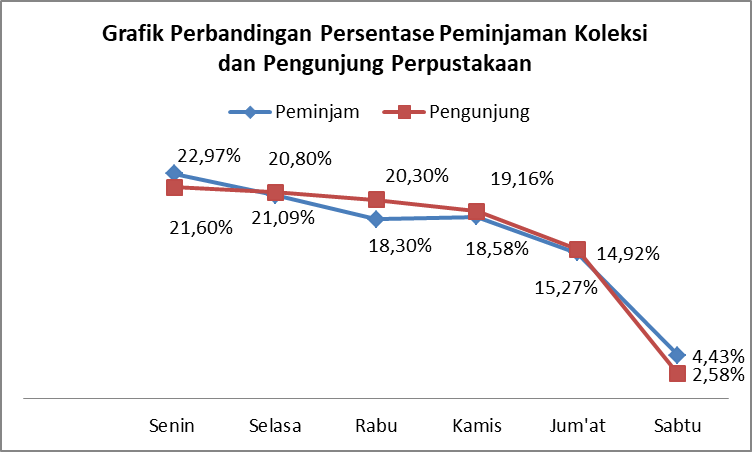 Grafik Perbandingan Persentase Peminjaman Koleksi
dan Pengunjung Perpustakaan
Peminjam Pengunjung
22,97% 20,80% 20,30% 19,16%
21,60% 21,09% 18,30% 18,58% 14,92%
15,27%
4,43%
2,58%
Senin Selasa Rabu Kamis Jum'at Sabtu